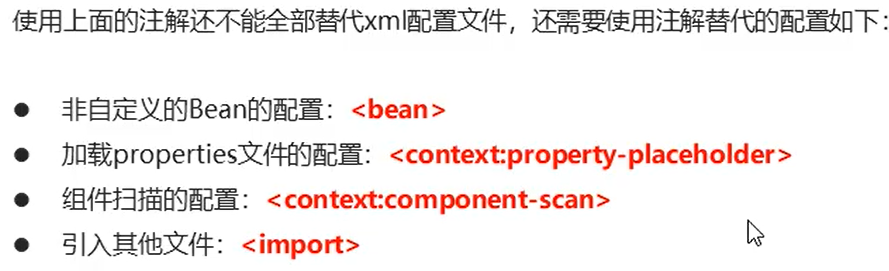 使用上面的注解还不能全部替代xml配置文件，还需要使用注解替代的配置如下：
● 非自定义的Bean的配置：<bean>
● 加载properties文件的配置：<context:property-placeholder>
● 组件扫描的配置：<context:component-scan>
● 引入其他文件：<import>